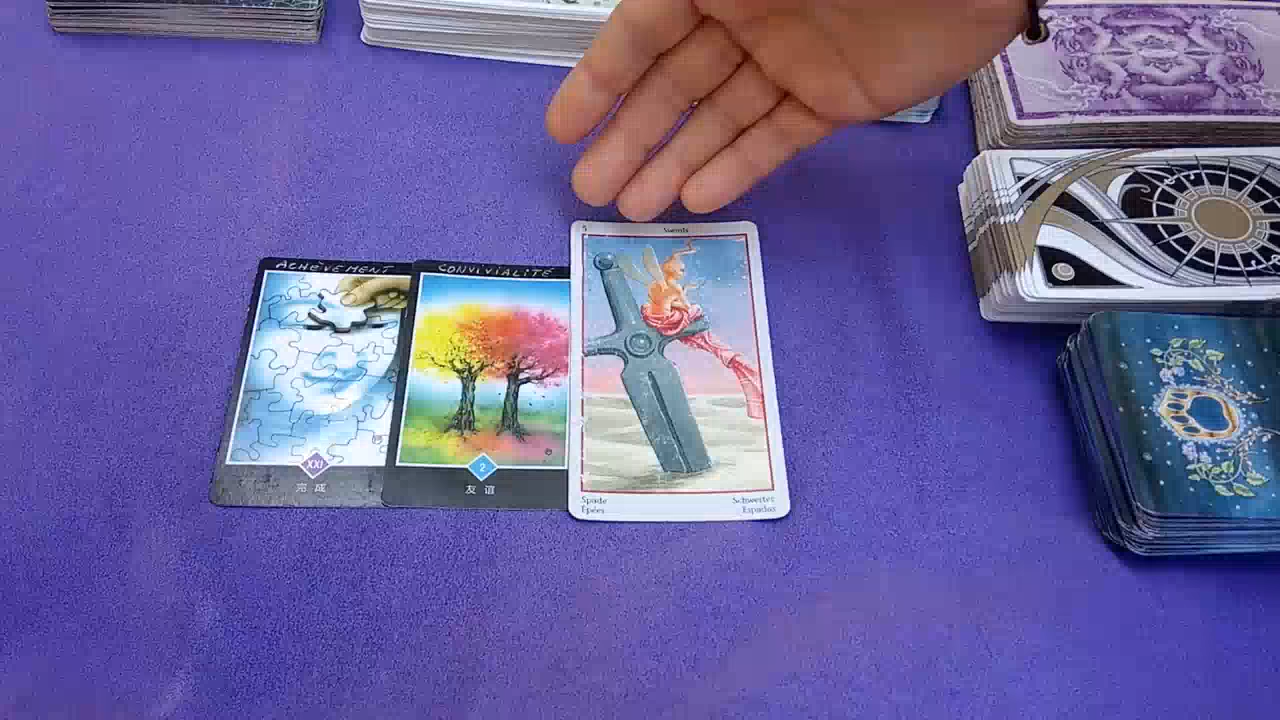 ACHÈVEMENT
XXI
完成
CONVIVIALITÉ
2
友谊
5 Swords
Spade Schwerter
Épées Espadas